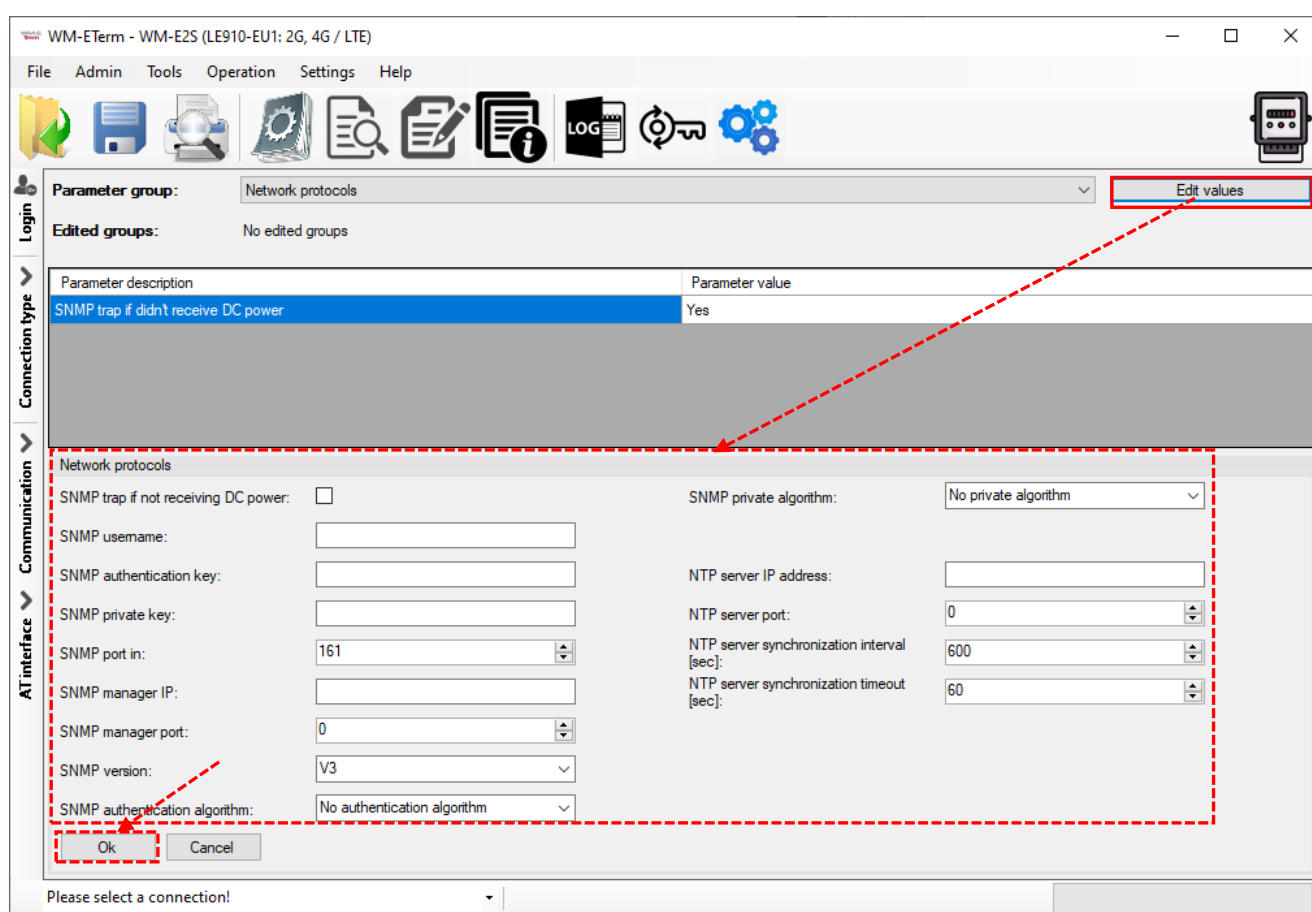 WM-ETerm - WM-E2S (LE910-EU1: 2G, 4G / LTE)
File Admin Tools Operation Settings Help
LOG
Login
Connection type
Communication
AT interface
Parameter group: Network protocols Edit values
Edited groups: No edited groups
Parameter description Parameter value
SNMP trap if didn't receive DC power Yes
Network protocols
SNMP trap if not receiving DC power: SNMP private algorithm: No private algorithm
SNMP username:
SNMP authentication key: NTP server IP address:
SNMP private key: NTP server port: 0
SNMP port in: 161 NTP server synchronization interval
[sec]: 600
SNMP manager IP: NTP server synchronization timeout
[sec]: 60
SNMP manager port: 0
SNMP version: V3
SNMP authentication algorithm: No authentication algorithm
Ok Cancel
Please select a connection!